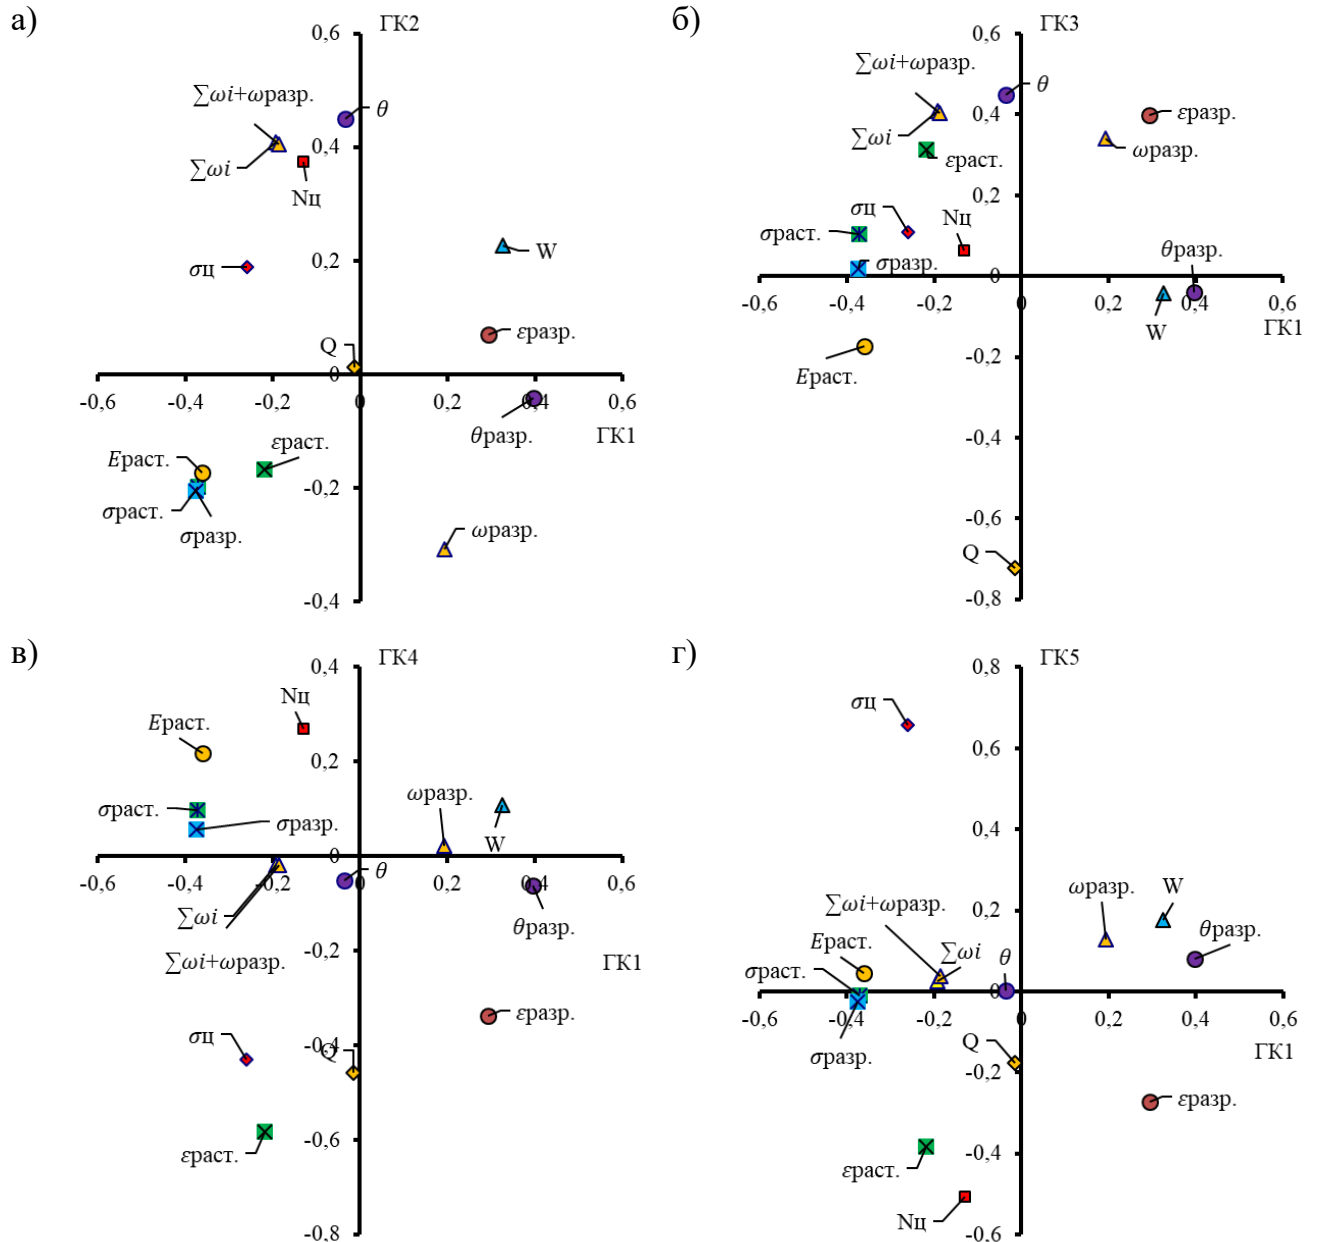 а)
ГК2
0,6
∑ωi+ωразр.
θ
0,4
∑ωi
Nц
0,2
σц
W
Q
εразр.
0
-0,6
-0,4
-0,2
0
0,2
0,4
0,6
θразр.
ГК1
Eраст.
εраст.
-0,2
σраст.
σразр.
ωразр.
-0,4
б)
ГК3
0,6
∑ωi+ωразр.
θ
0,4
εразр.
∑ωi
ωразр.
εраст.
0,2
σц
Nц
σраст.
σразр.
θразр.
0
-0,6
-0,4
-0,2
0
0,2
0,4
0,6
W
ГК1
Eраст.
-0,2
-0,4
-0,6
Q
-0,8
в)
ГК4
0,4
Nц
Eраст.
0,2
σраст.
σразр.
ωразр.
W
0
-0,6
-0,4
-0,2
0
0,2
0,4
0,6
θ
∑ωi
θразр.
∑ωi+ωразр.
-0,2
ГК1
εразр.
σц
-0,4
Q
-0,6
εраст.
-0,8
г)
ГК5
0,8
σц
0,6
0,4
0,2
∑ωi+ωразр.
ωразр.
W
Eраст.
∑ωi
θ
θразр.
σраст.
0
-0,6
-0,4
-0,2
0
0,2
0,4
0,6
σразр.
Q
ГК1
-0,2
εразр.
-0,4
εраст.
Nц
-0,6